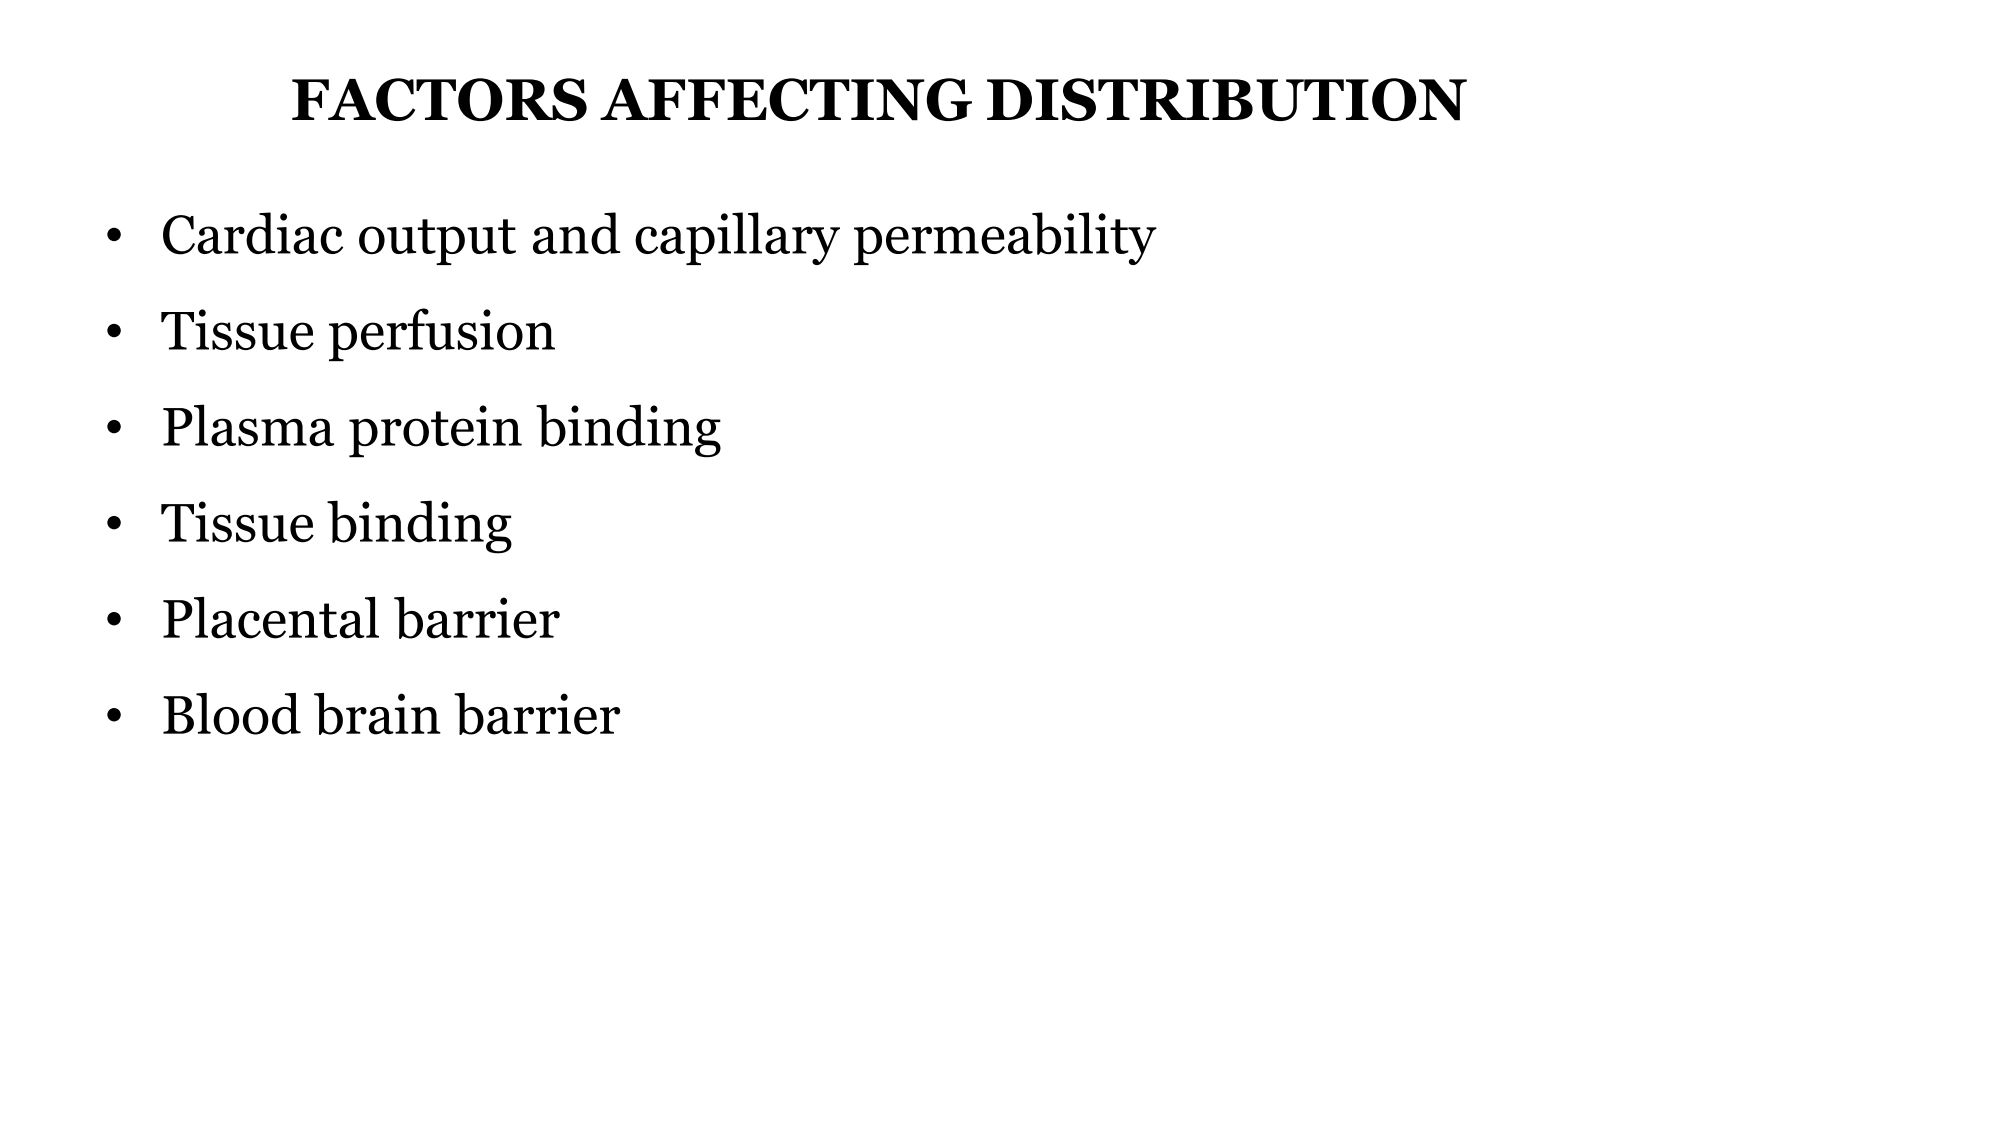 FACTORS AFFECTING DISTRIBUTION
• Cardiac output and capillary permeability
• Tissue perfusion
• Plasma protein binding
• Tissue binding
• Placental barrier
• Blood brain barrier